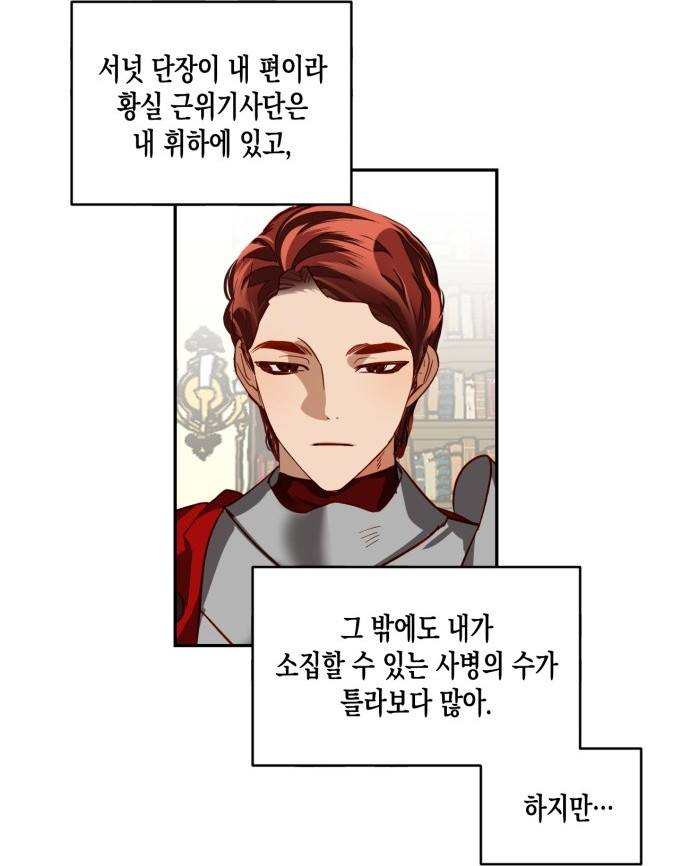 서넛 단장이 내 편이라
황실 근위기사단은
내 휘하에 있고,
그 밖에도 내가
소집할 수 있는 사병의 수가
틀라보다 많아.
하지만…